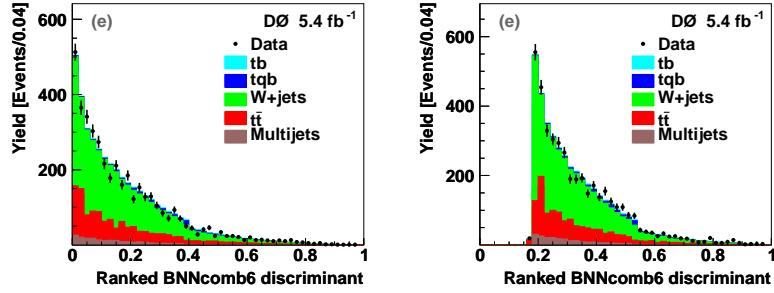 (e)
DØ 5.4 fb-1
Data
tb
tqb
W+jets
tt̄
Multijets
Yield [Events/0.04]
600
400
200
0 0.2 0.4 0.6 0.8 1
Ranked BNNcomb6 discriminant
(e)
DØ 5.4 fb-1
Data
tb
tqb
W+jets
tt̄
Multijets
Yield [Events/0.04]
600
400
200
0
0 0.2 0.4 0.6 0.8 1
Ranked BNNcomb6 discriminant